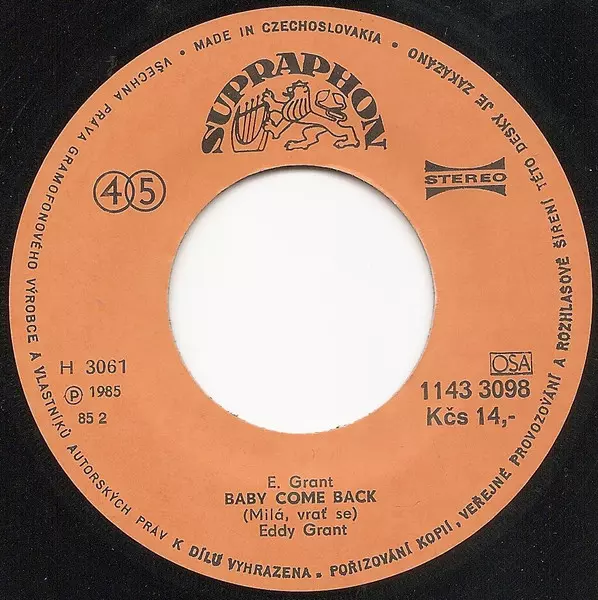 VŠECHNA PRÁVA GRAMOFONOVÉHO VÝROBCE A VLASTNÍKŮ AUTORSKÝCH PRÁV K DÍLU VYHRAZENA. POŘIZOVÁNÍ KOPIÍ, VEŘEJNÉ PROVOZOVÁNÍ A ROZHLASOVÉ ŠÍŘENÍ TÉTO DESKY JE ZAKÁZÁNO • MADE IN CZECHOSLOVAKIA •
SUPRAPHON
45
STEREO
H 3061
Ⓟ 1985
85 2
OSA
1143 3098
Kčs 14,-
E. Grant
BABY COME BACK
(Milá, vrať se)
Eddy Grant